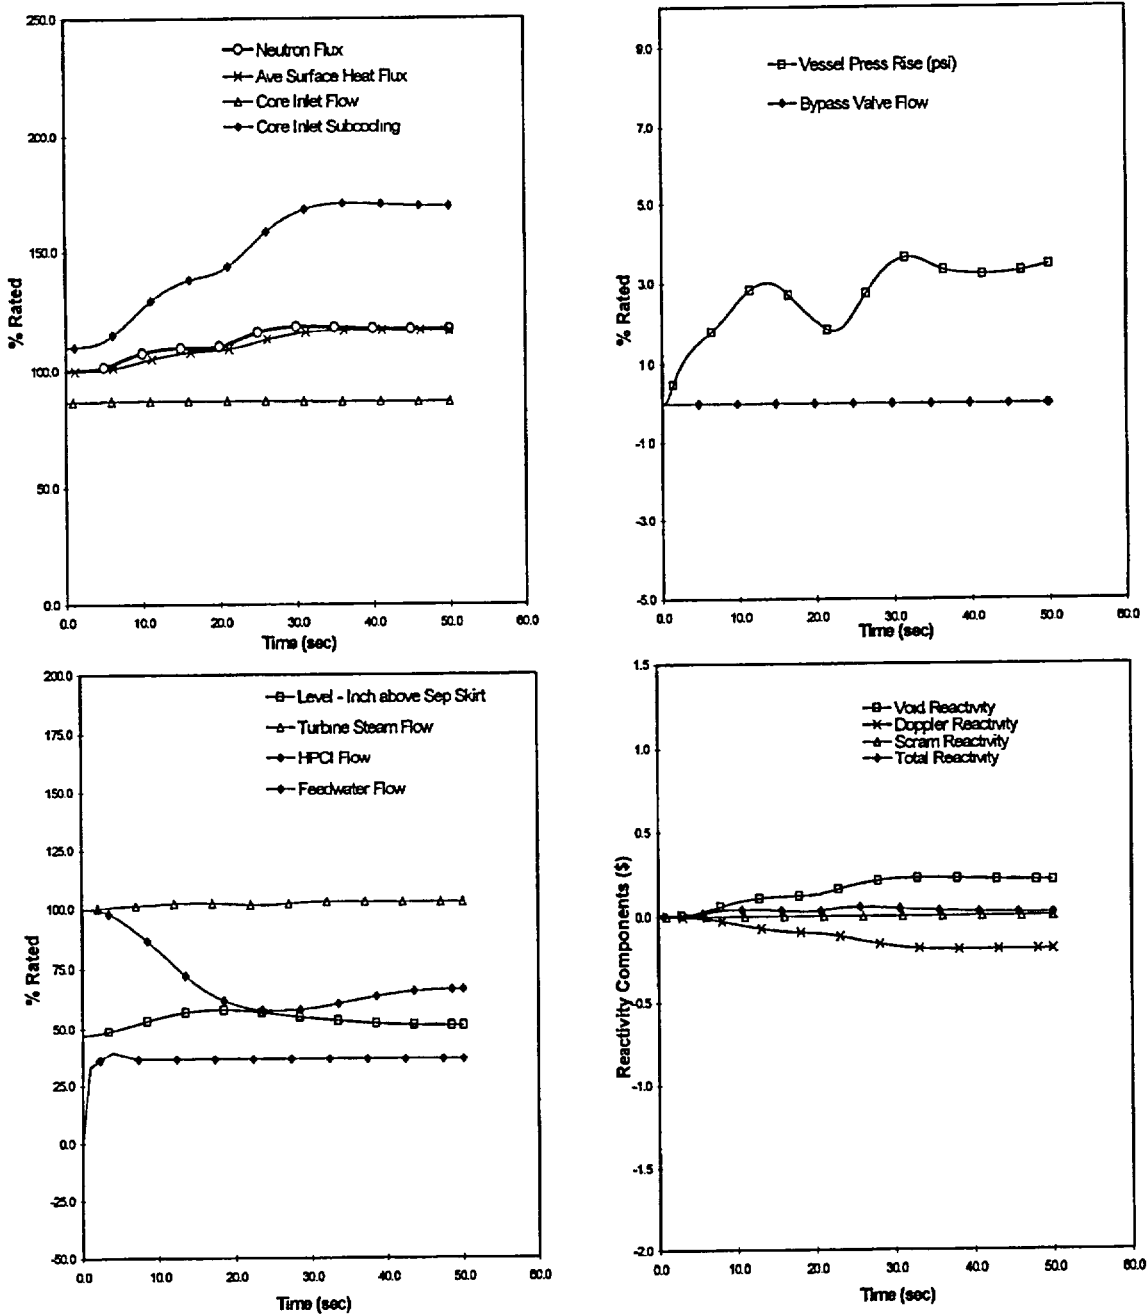 250.0
200.0
150.0
100.0
50.0
0.0
% Rated
Neutron Flux
Ave Surface Heat Flux
Core Inlet Flow
Core Inlet Subcooling
0.0 10.0 20.0 30.0 40.0 50.0 60.0
Time (sec)
9.0
7.0
5.0
3.0
1.0
-1.0
-3.0
-5.0
% Rated
Vessel Press Rise (psi)
Bypass Valve Flow
0.0 10.0 20.0 30.0 40.0 50.0 60.0
Time (sec)
200.0
175.0
150.0
125.0
100.0
75.0
50.0
25.0
0.0
-25.0
-50.0
% Rated
Level - Inch above Sep Skirt
Turbine Steam Flow
HPCI Flow
Feedwater Flow
0.0 10.0 20.0 30.0 40.0 50.0 60.0
Time (sec)
1.5
1.0
0.5
0.0
-0.5
-1.0
-1.5
-2.0
Reactivity Components ($)
Void Reactivity
Doppler Reactivity
Scram Reactivity
Total Reactivity
0.0 10.0 20.0 30.0 40.0 50.0 60.0
Time (sec)